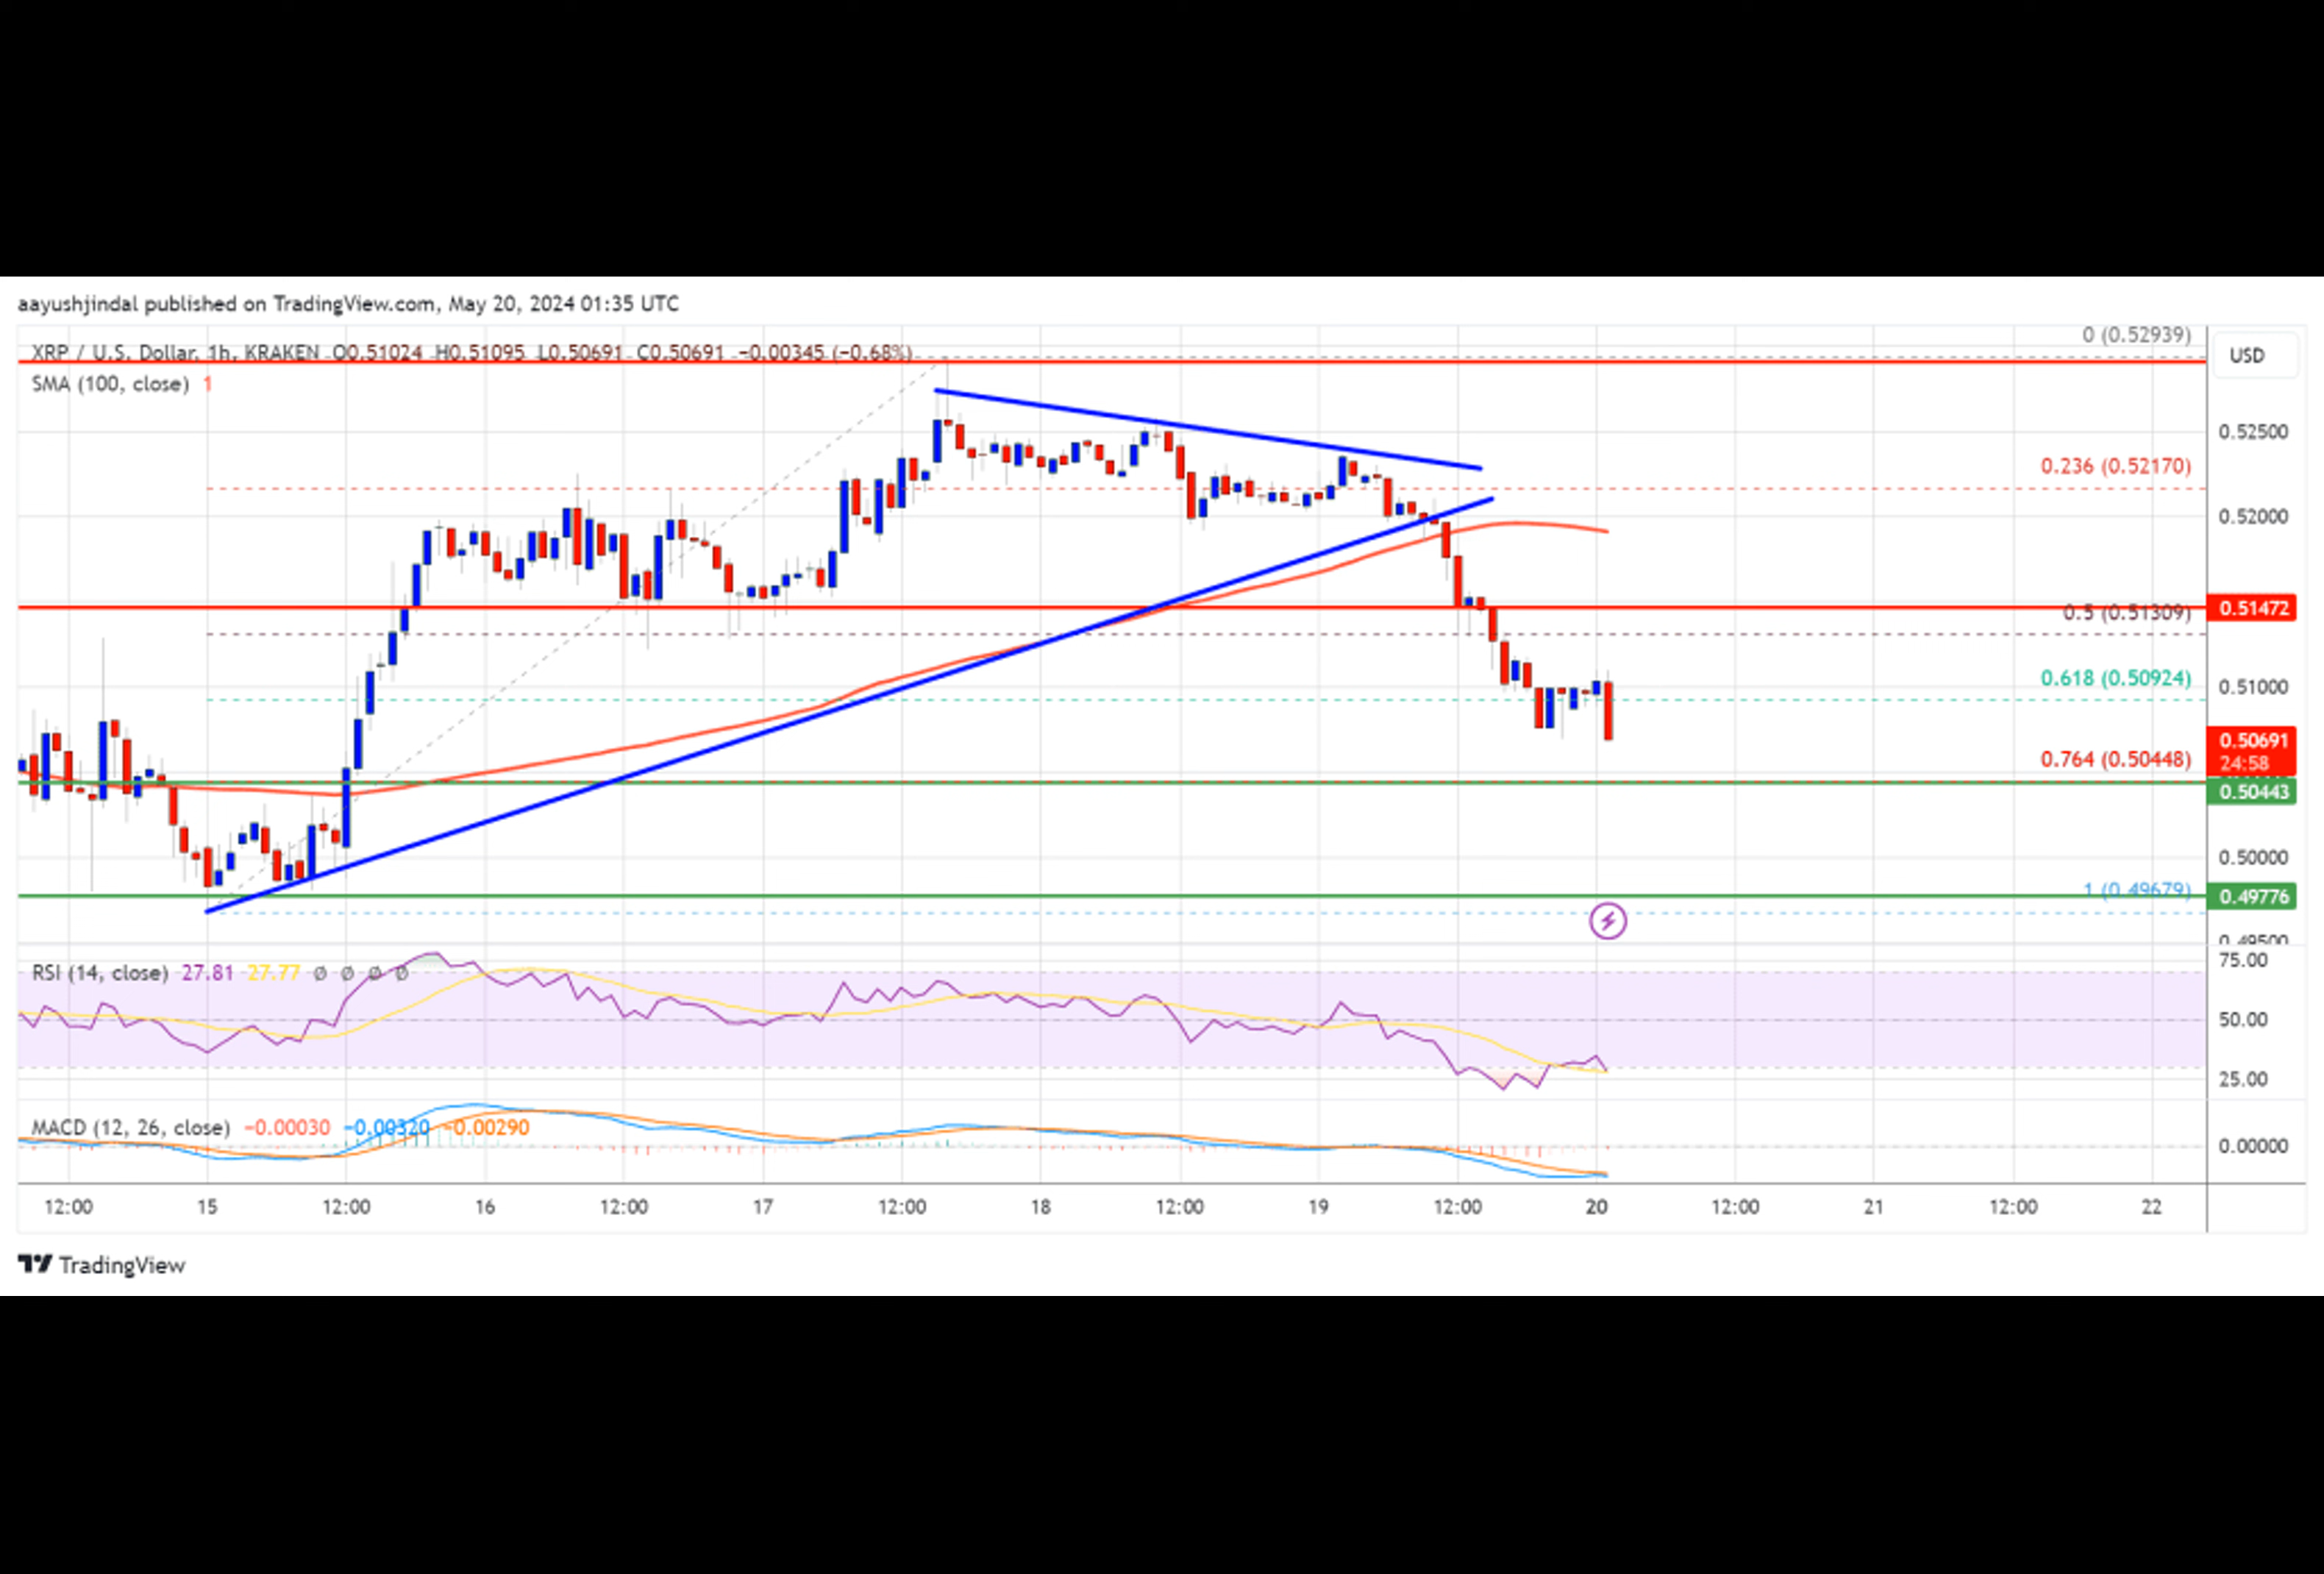 aayushjindal published on TradingView.com, May 20, 2024 01:35 UTC
XRP / U.S. Dollar, 1h, KRAKEN O0.51024 H0.51095 L0.50691 C0.50691 −0.00345 (−0.68%)
SMA (100, close) 1
0 (0.52939)
USD
0.52500
0.236 (0.52170)
0.52000
0.5 (0.51309)
0.51472
0.618 (0.50924)
0.51000
0.50691
24:58
0.764 (0.50448)
0.50443
0.50000
1 (0.49679)
0.49776
0.49500
RSI (14, close) 27.81 27.77 Ø Ø Ø Ø
75.00
50.00
25.00
MACD (12, 26, close) −0.00030 −0.00320 −0.00290
0.00000
12:00 15 12:00 16 12:00 17 12:00 18 12:00 19 12:00 20 12:00 21 12:00 22
TradingView